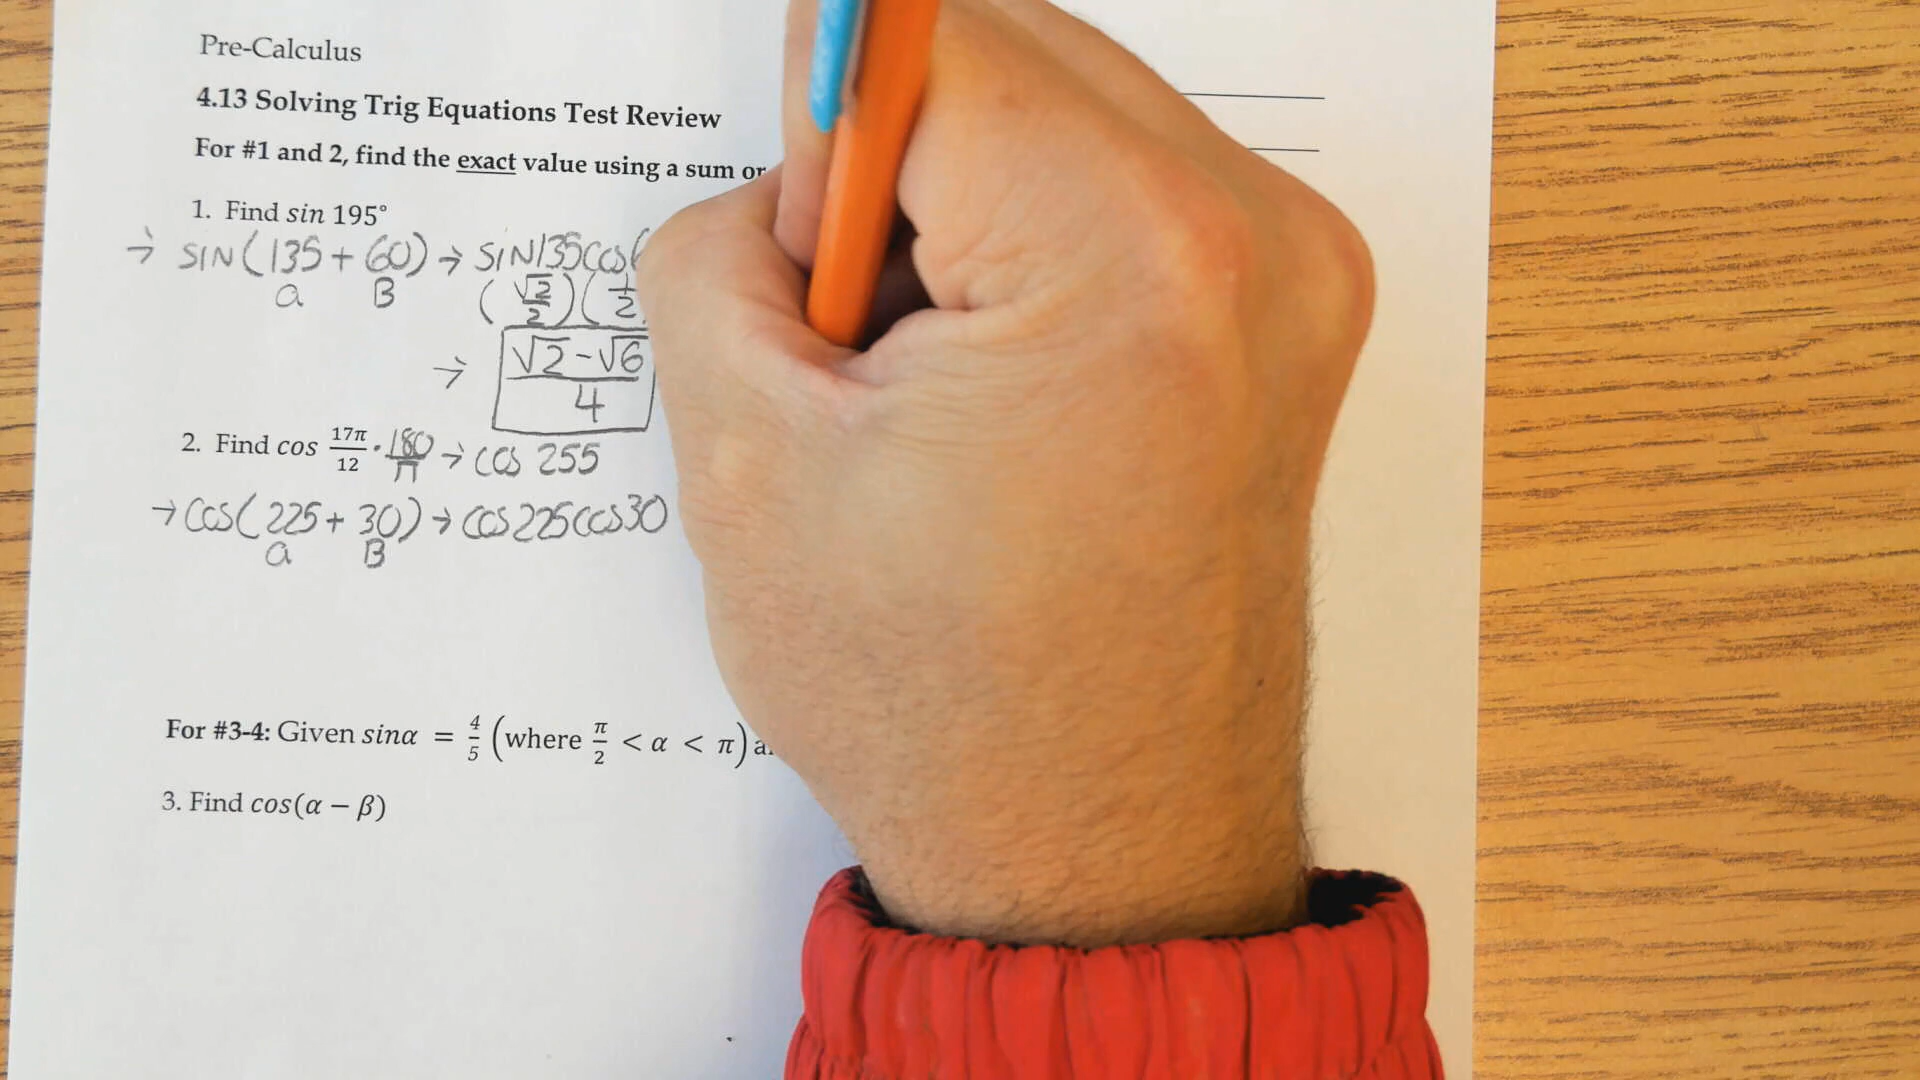 Pre-Calculus
4.13 Solving Trig Equations Test Review
For #1 and 2, find the exact value using a sum or
1. Find sin 195°
→ SIN(135 + 60) → SIN135cos
a B
(√2/2)(1/2
→ √2-√6/4
2. Find cos 17π/12 · 180/π → cos 255
→ cos(225 + 30) → cos225cos30
a B
For #3-4: Given sinα = 4/5 (where π/2 < α < π)
3. Find cos(α − β)